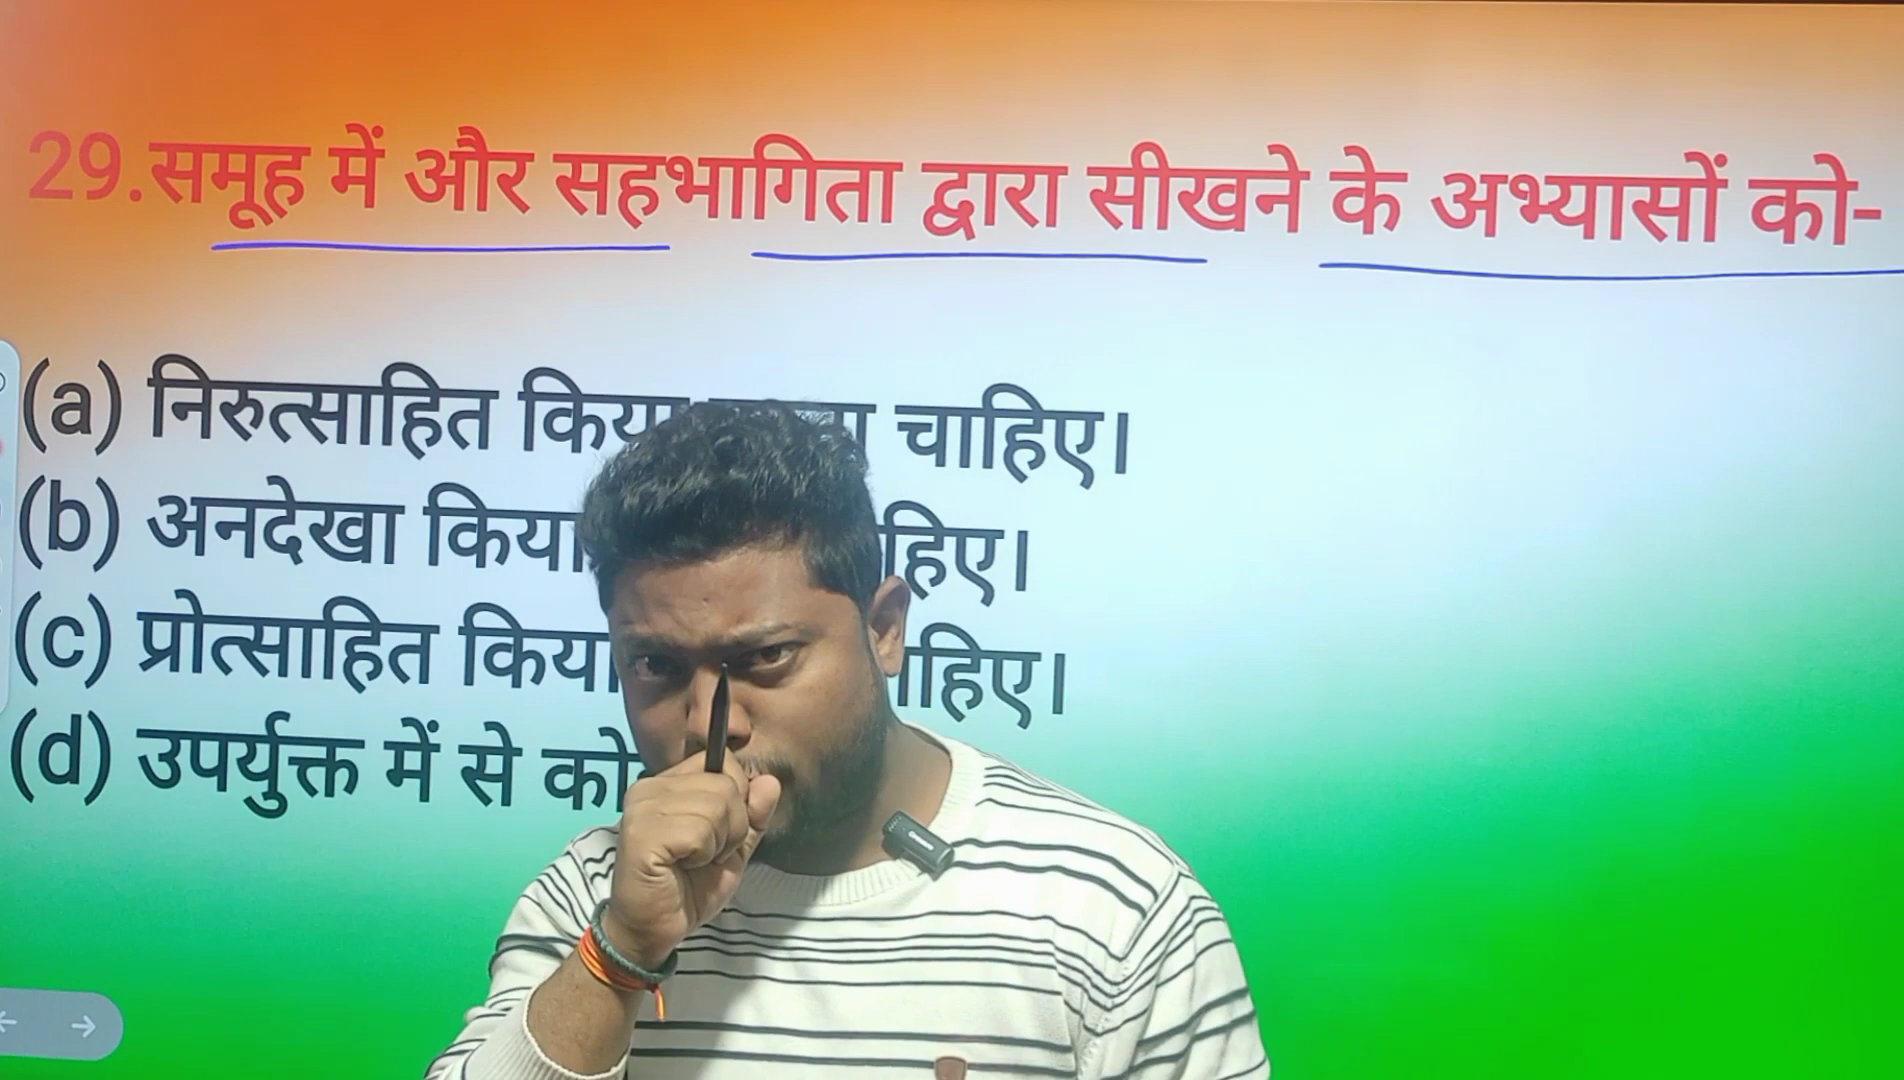 29.समूह में और सहभागिता द्वारा सीखने के अभ्यासों को-
(a) निरुत्साहित किया चाहिए।
(b) अनदेखा किया
(c) प्रोत्साहित किया
(d) उपर्युक्त में से